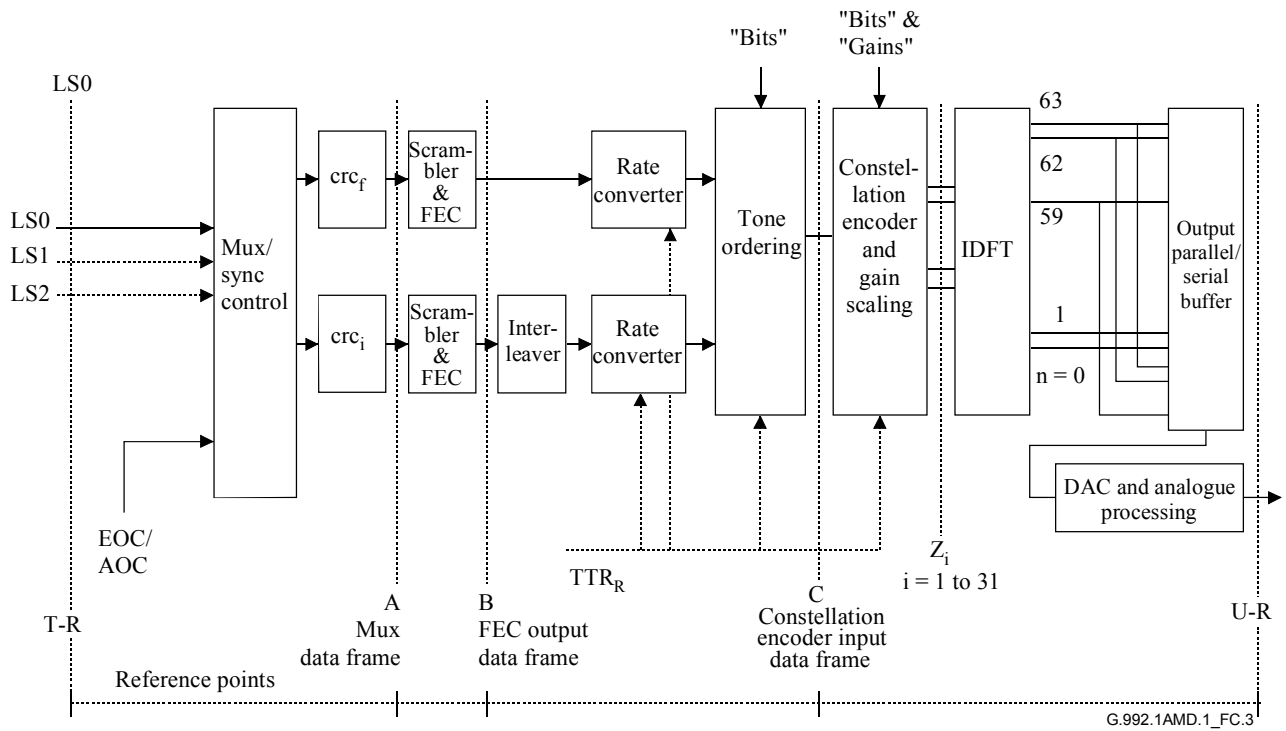 "Bits"
"Bits" &
"Gains"
LS0
63
crc_f
Scram-
bler
&
FEC
Rate
converter
Constel-
lation
encoder
and
gain
scaling
62
LS0
LS1
LS2
Mux/
sync
control
Tone
ordering
IDFT
59
Output
parallel/
serial
buffer
crc_i
Scram-
bler
&
FEC
Inter-
leaver
Rate
converter
1
n = 0
DAC and analogue
processing
EOC/
AOC
TTR_R
Z_i
i = 1 to 31
T-R
A
Mux
data frame
B
FEC output
data frame
C
Constellation
encoder input
data frame
U-R
Reference points
G.992.1AMD.1_FC.3